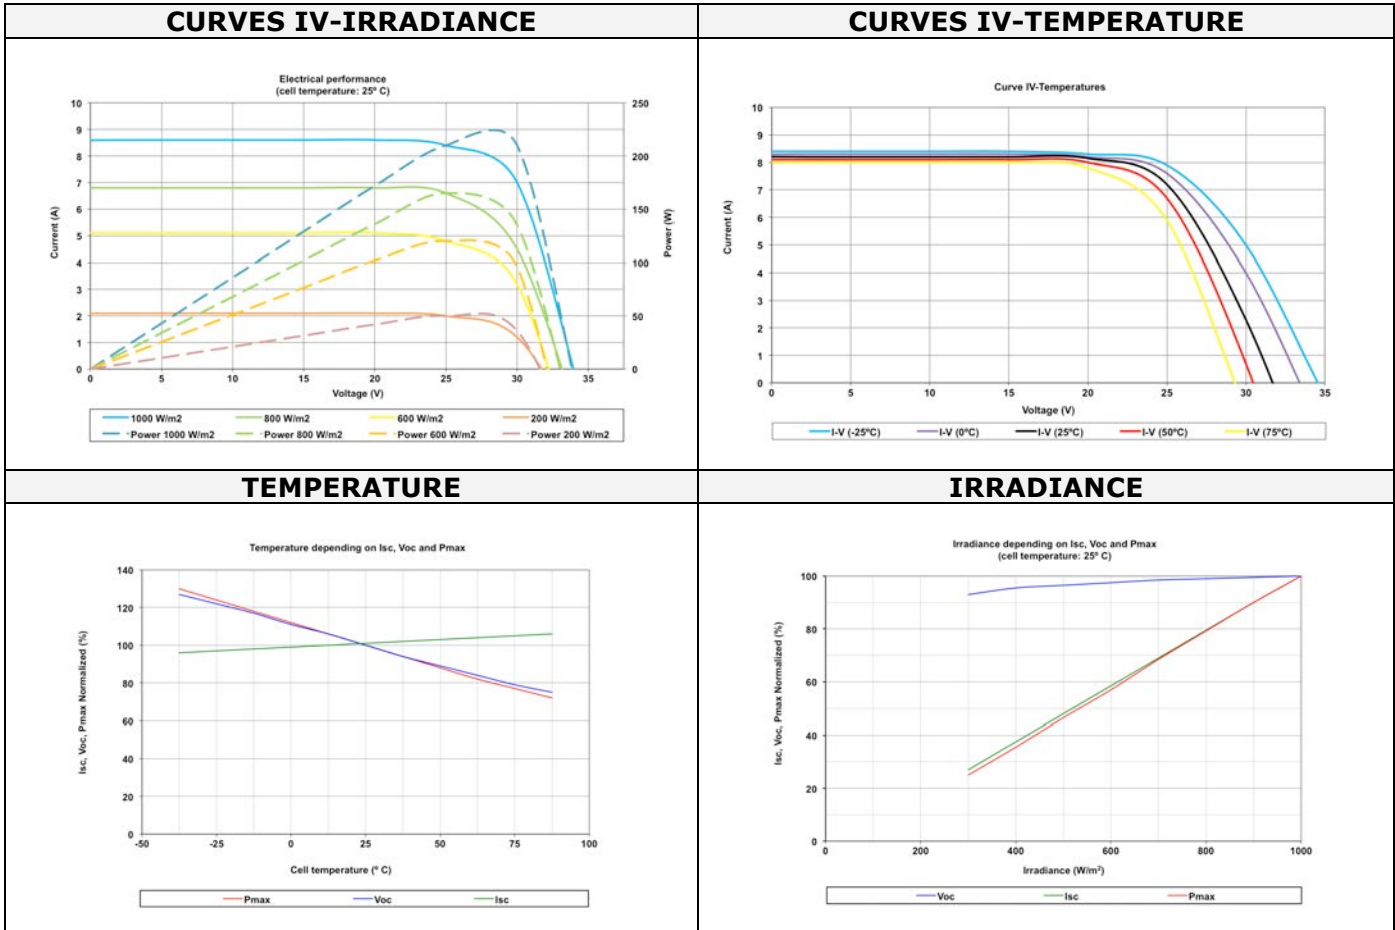 CURVES IV-IRRADIANCE
CURVES IV-TEMPERATURE
Electrical performance
(cell temperature: 25º C)
10
9
8
7
6
5
4
3
2
1
0
Current (A)
250
200
150
100
50
0
Power (W)
0
5
10
15
20
25
30
35
Voltage (V)
1000 W/m2
800 W/m2
600 W/m2
200 W/m2
Power 1000 W/m2
Power 800 W/m2
Power 600 W/m2
Power 200 W/m2
Curve IV-Temperatures
10
9
8
7
6
5
4
3
2
1
0
Current (A)
0
5
10
15
20
25
30
35
Voltage (V)
I-V (-25ºC)
I-V (0ºC)
I-V (25ºC)
I-V (50ºC)
I-V (75ºC)
TEMPERATURE
IRRADIANCE
Temperature depending on Isc, Voc and Pmax
140
120
100
80
60
40
20
0
Isc, Voc, Pmax Normalized (%)
-50
-25
0
25
50
75
100
Cell temperature (º C)
Pmax
Voc
Isc
Irradiance depending on Isc, Voc and Pmax
(cell temperature: 25º C)
100
80
60
40
20
0
Isc, Voc, Pmax Normalized (%)
0
200
400
600
800
1000
Irradiance (W/m²)
Voc
Isc
Pmax